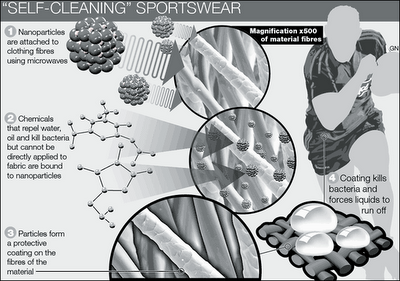 "SELF-CLEANING" SPORTSWEAR
1 Nanoparticles
are attached to
clothing fibres
using microwaves
Magnification x500
of material fibres
GN
2 Chemicals
that repel water,
oil and kill bacteria
but cannot be
directly applied to
fabric are bound
to nanoparticles
3 Particles form
a protective
coating on the
fibres of the
material
4 Coating kills
bacteria and
forces liquids to
run off